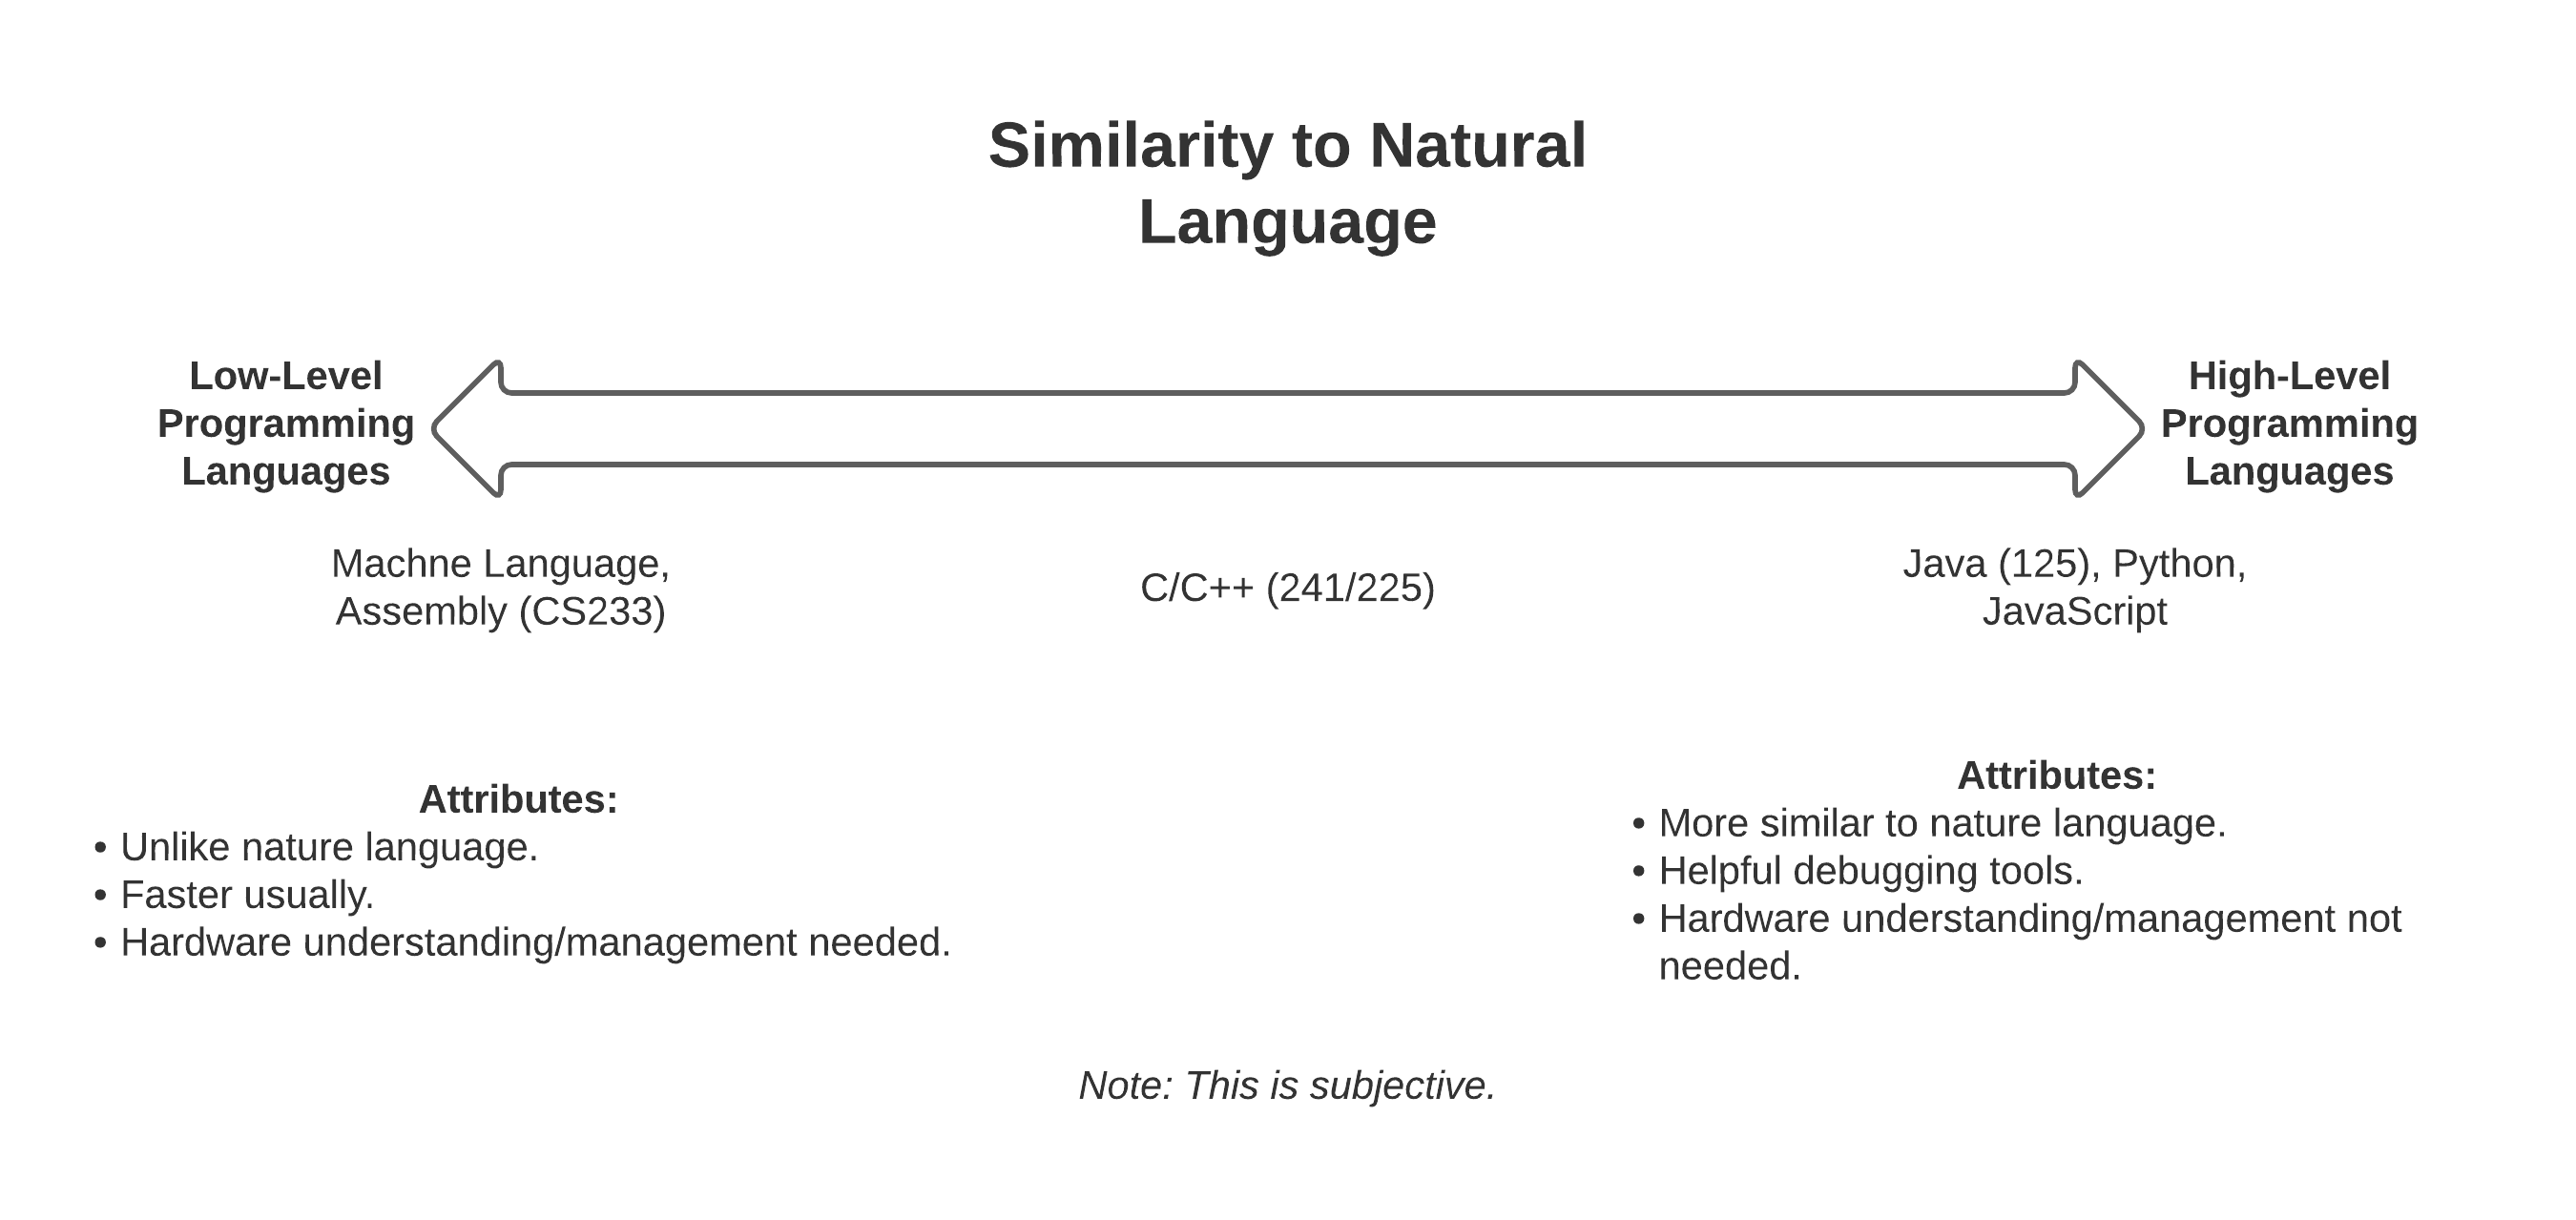 Similarity to Natural
Language
Low-Level
Programming
Languages
High-Level
Programming
Languages
Machne Language,
Assembly (CS233)
C/C++ (241/225)
Java (125), Python,
JavaScript
Attributes:
• Unlike nature language.
• Faster usually.
• Hardware understanding/management needed.
Attributes:
• More similar to nature language.
• Helpful debugging tools.
• Hardware understanding/management not
needed.
Note: This is subjective.